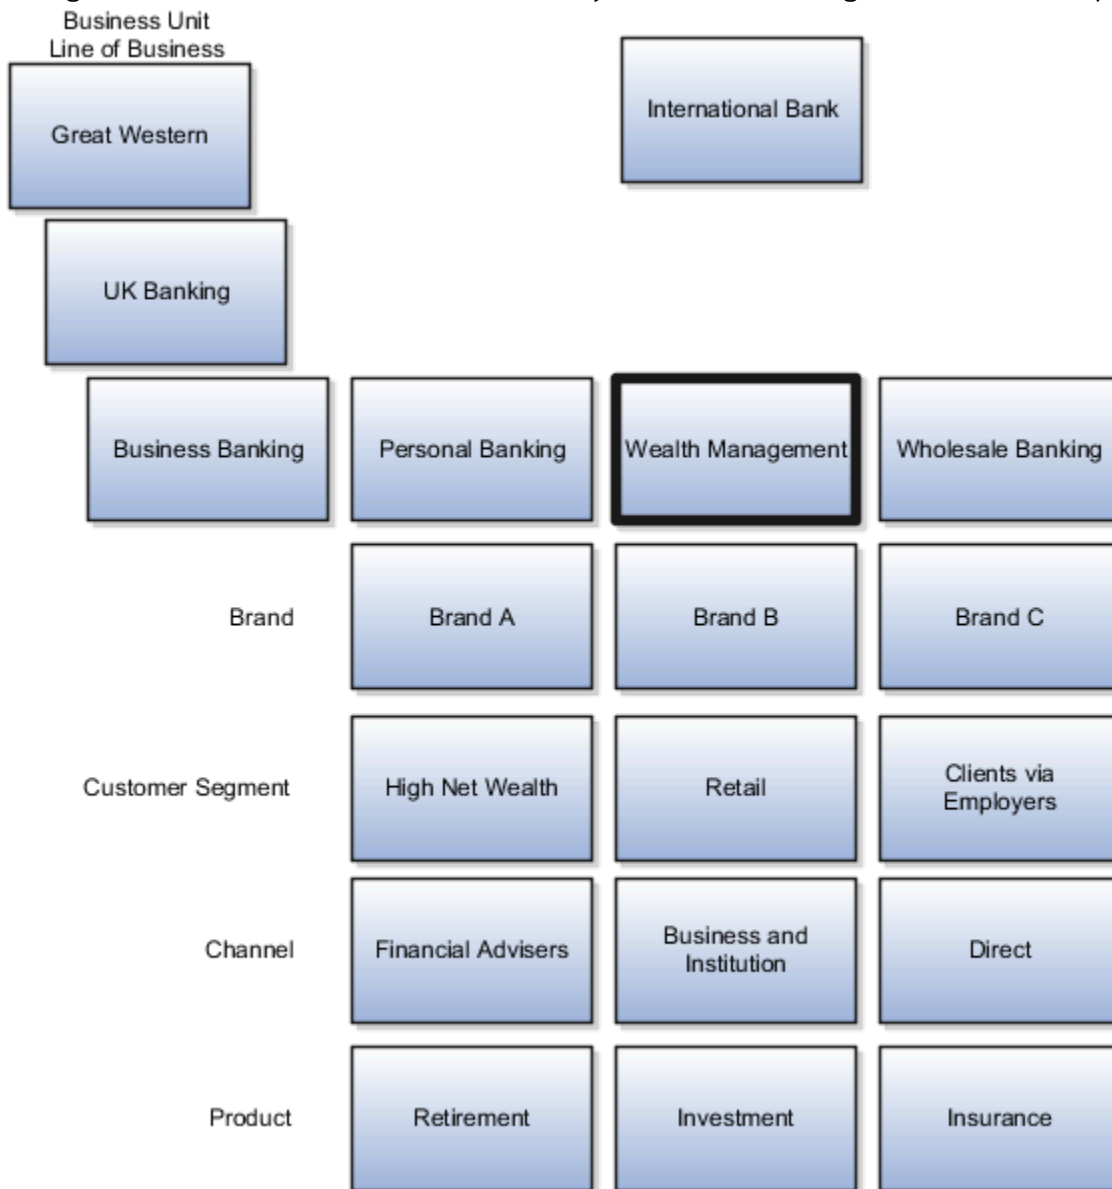 Business Unit
Line of Business
Great Western
International Bank
UK Banking
Business Banking
Personal Banking
Wealth Management
Wholesale Banking
Brand
Brand A
Brand B
Brand C
Customer Segment
High Net Wealth
Retail
Clients via
Employers
Channel
Financial Advisers
Business and
Institution
Direct
Product
Retirement
Investment
Insurance